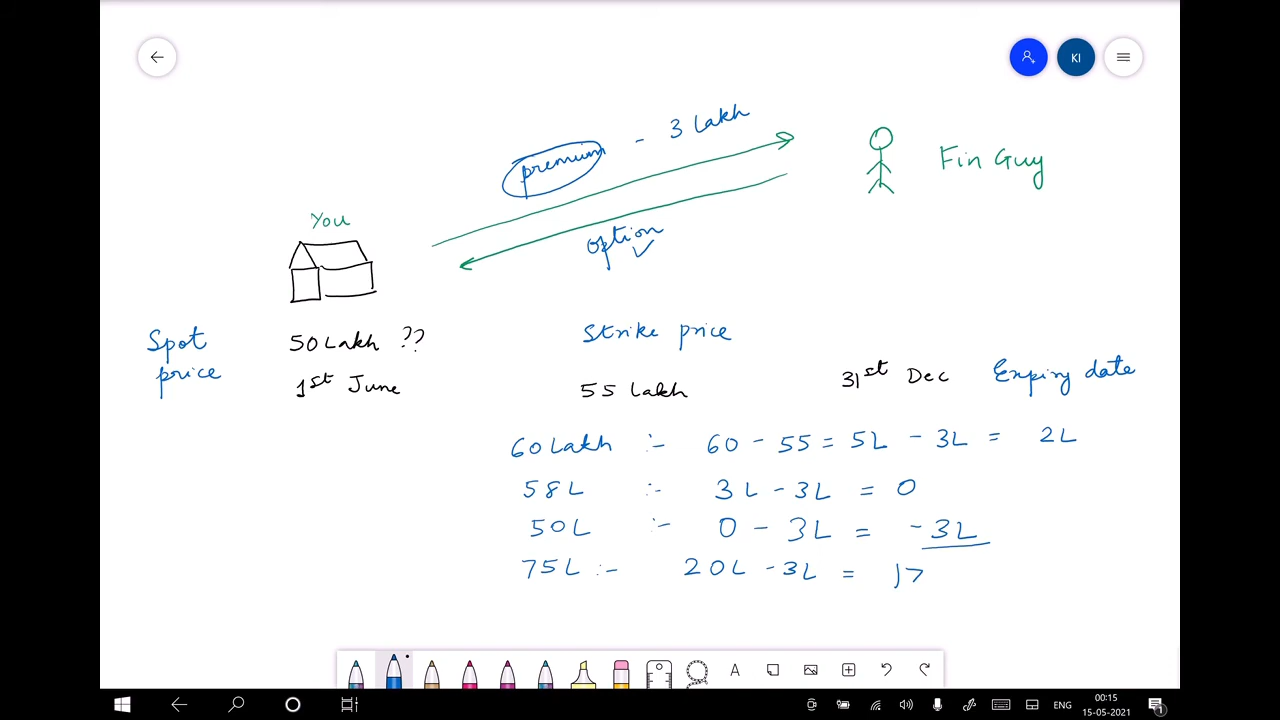 KI
premium - 3 Lakh
Fin Guy
You
option
Spot price
50 Lakh ??
Strike price
1st June
55 Lakh
31st Dec
Expiry date
60 Lakh :- 60 - 55 = 5L - 3L = 2L
58L :- 3L - 3L = 0
50L :- 0 - 3L = -3L
75L :- 20L - 3L = 17
A
ENG
00:15
15-05-2021
1